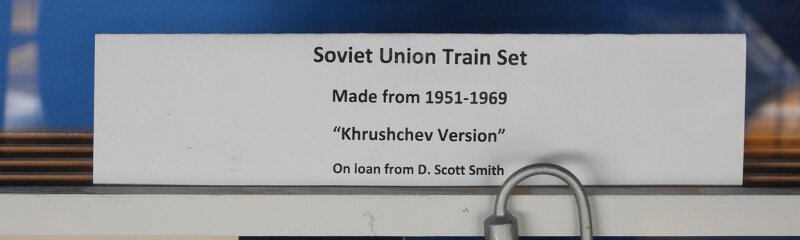 Soviet Union Train Set
Made from 1951-1969
“Khrushchev Version”
On loan from D. Scott Smith